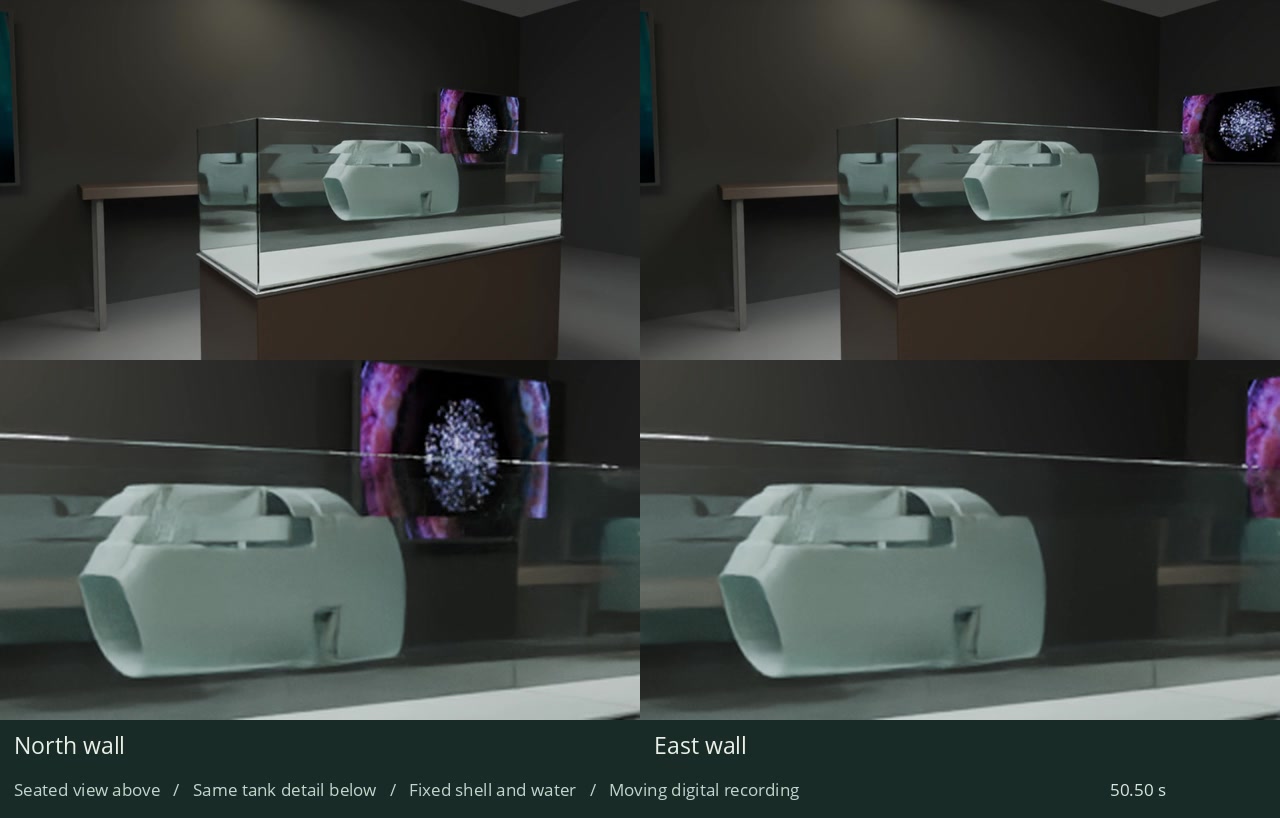 North wall
East wall
Seated view above / Same tank detail below / Fixed shell and water / Moving digital recording
50.50 s